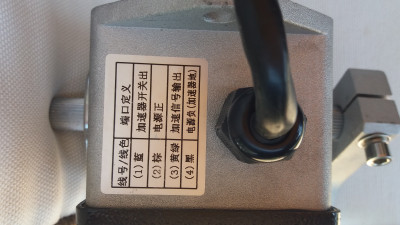 线号/线色 端口定义
(1)蓝 加速器开关出
(2)棕 电源正
(3)黄绿 加速信号输出
(4)黑 电源负(加速器地)